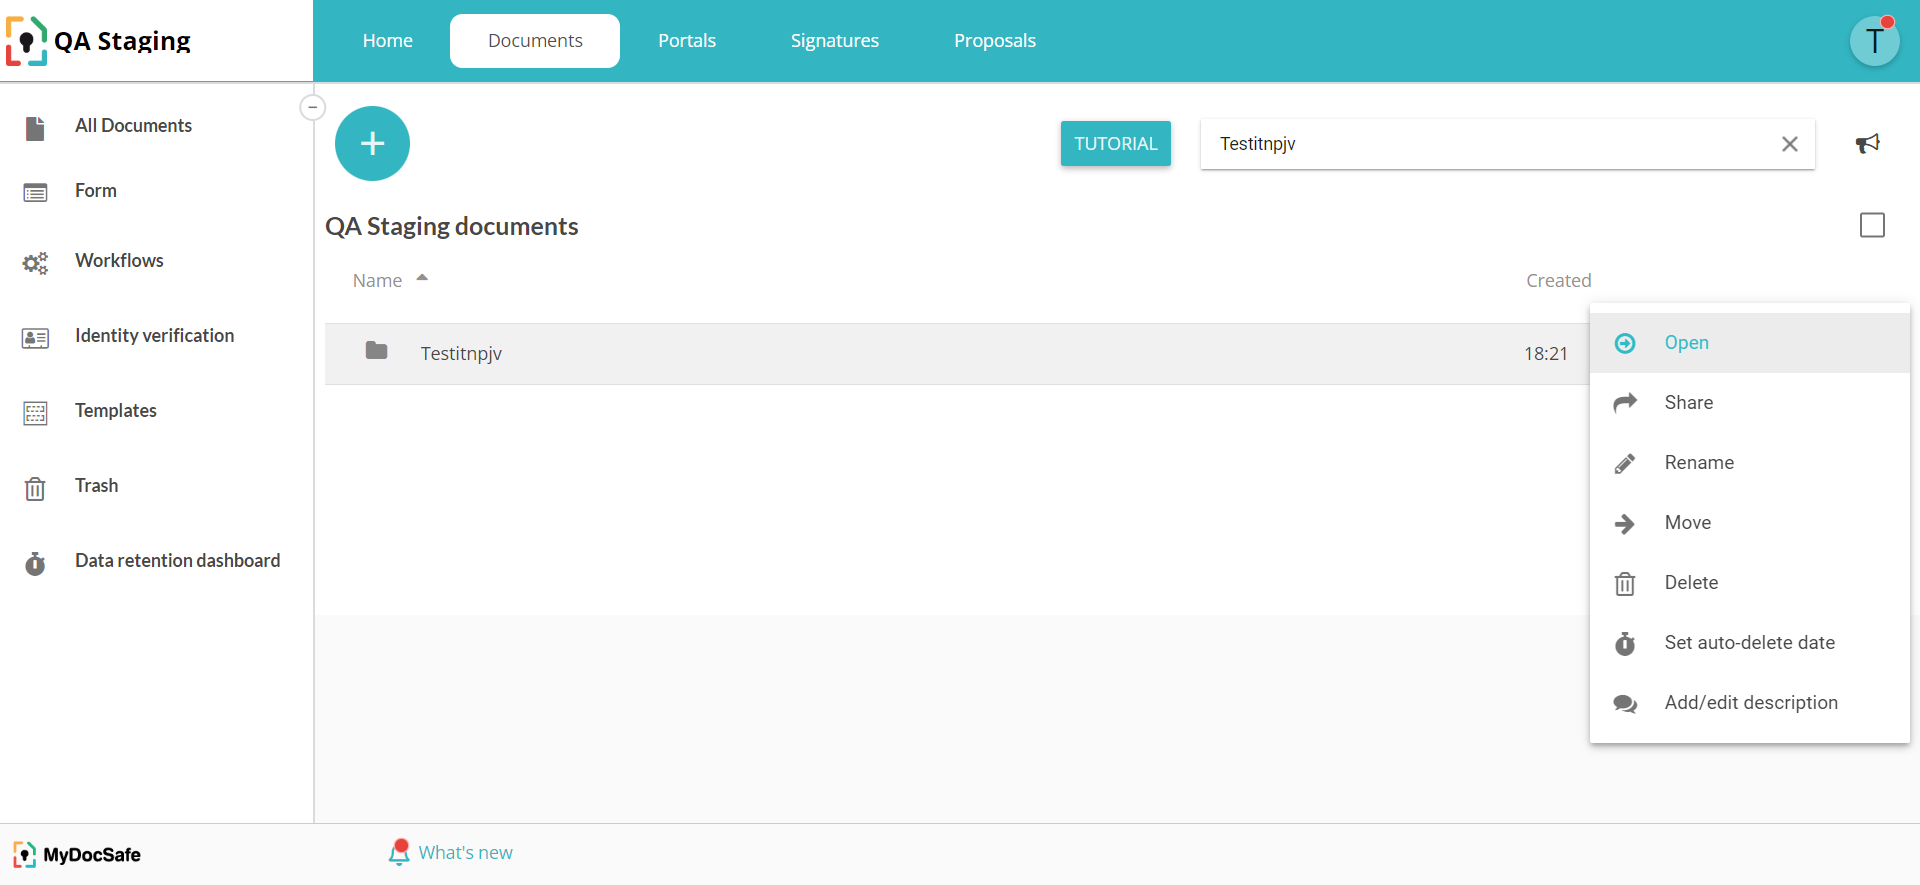 QA Staging
Home
Documents
Portals
Signatures
Proposals
T
All Documents
Form
Workflows
Identity verification
Templates
Trash
Data retention dashboard
TUTORIAL
Testitnpjv
QA Staging documents
Name
Created
Testitnpjv
18:21
Open
Share
Rename
Move
Delete
Set auto-delete date
Add/edit description
MyDocSafe
What's new